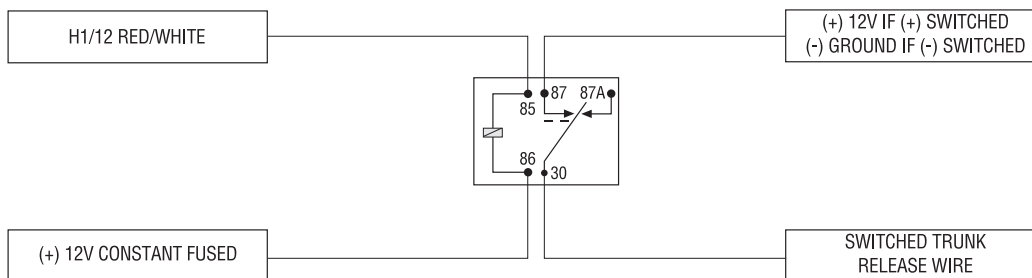 H1/12 RED/WHITE
(+) 12V IF (+) SWITCHED
(-) GROUND IF (-) SWITCHED
87 87A
85
86
30
(+) 12V CONSTANT FUSED
SWITCHED TRUNK
RELEASE WIRE